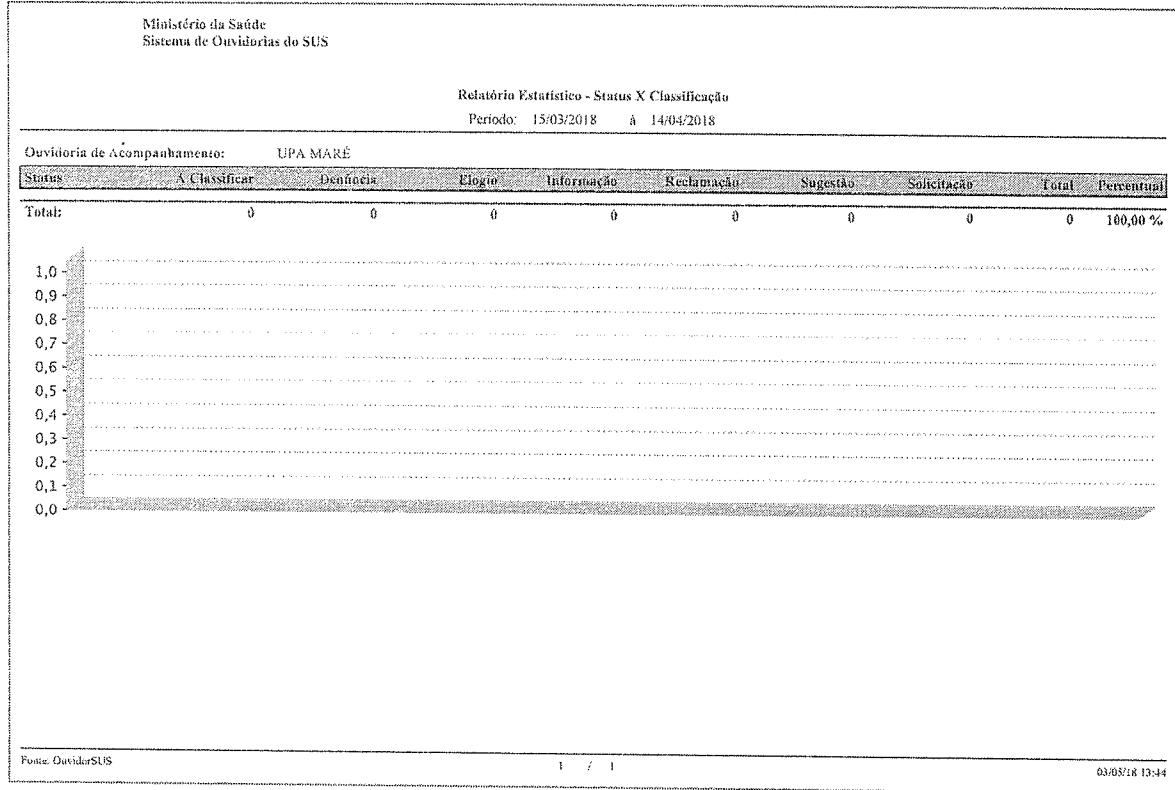 Ministério da Saúde
Sistema de Ouvidorias do SUS
Relatório Estatístico - Status X Classificação
Período: 15/03/2018 à 14/04/2018
Ouvidoria de Acompanhamento: UPA MARÉ
Status A Classificar Denúncia Elogio Informação Reclamação Sugestão Solicitação Total Percentual
Total: 0 0 0 0 0 0 0 0 100,00 %
1,0
0,9
0,8
0,7
0,6
0,5
0,4
0,3
0,2
0,1
0,0
Fonte: OuvidorSUS 1 / 1 03/05/18 13:44